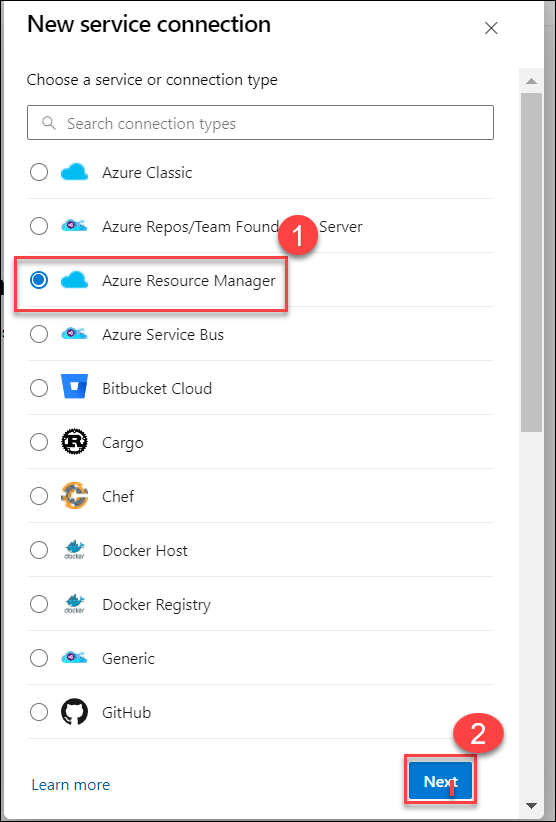 New service connection
Choose a service or connection type
Search connection types
Azure Classic
Azure Repos/Team Found Server
1
Azure Resource Manager
Azure Service Bus
Bitbucket Cloud
Cargo
Chef
docker
Docker Host
docker
Docker Registry
Generic
GitHub
2
Learn more
Next